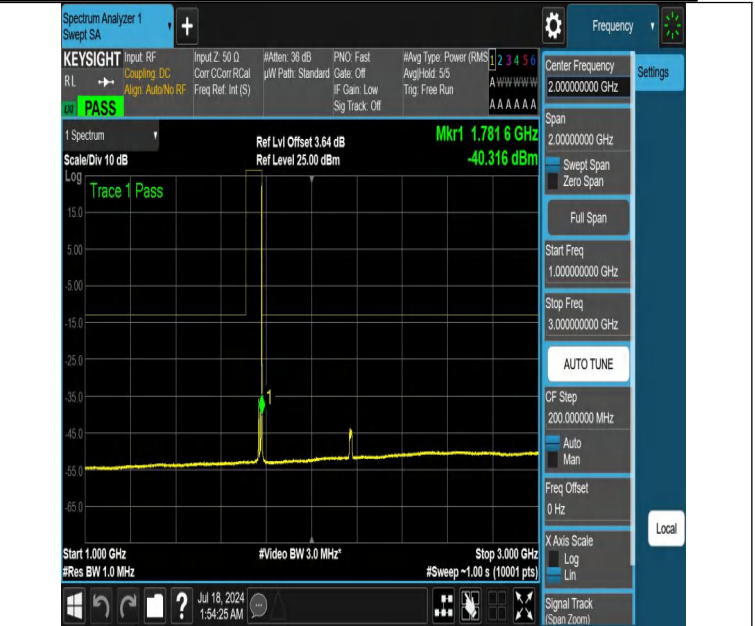 Spectrum Analyzer 1
Swept SA
+
Frequency
KEYSIGHT
RL
PASS
Input: RF
Coupling: DC
Align: Auto/No RF
Input Z: 50 Ω
Corr CCorr RCal
Freq Ref: Int (S)
#Atten: 36 dB
µW Path: Standard
PNO: Fast
Gate: Off
IF Gain: Low
Sig Track: Off
#Avg Type: Power (RMS
Avg|Hold: 5/5
Trig: Free Run
1 2 3 4 5 6
A W W W W W
A A A A A A
1 Spectrum
Scale/Div 10 dB
Ref Lvl Offset 3.64 dB
Ref Level 25.00 dBm
Mkr1 1.781 6 GHz
-40.316 dBm
Log
Trace 1 Pass
15.0
5.00
-5.00
-15.0
-25.0
-35.0
-45.0
-55.0
-65.0
1
Start 1.000 GHz
#Res BW 1.0 MHz
#Video BW 3.0 MHz*
Stop 3.000 GHz
#Sweep ~1.00 s (10001 pts)
Center Frequency
2.000000000 GHz
Span
2.00000000 GHz
Swept Span
Zero Span
Full Span
Start Freq
1.000000000 GHz
Stop Freq
3.000000000 GHz
AUTO TUNE
CF Step
200.000000 MHz
Auto
Man
Freq Offset
0 Hz
X Axis Scale
Log
Lin
Signal Track
(Span Zoom)
Settings
Local
?
Jul 18, 2024
1:54:25 AM